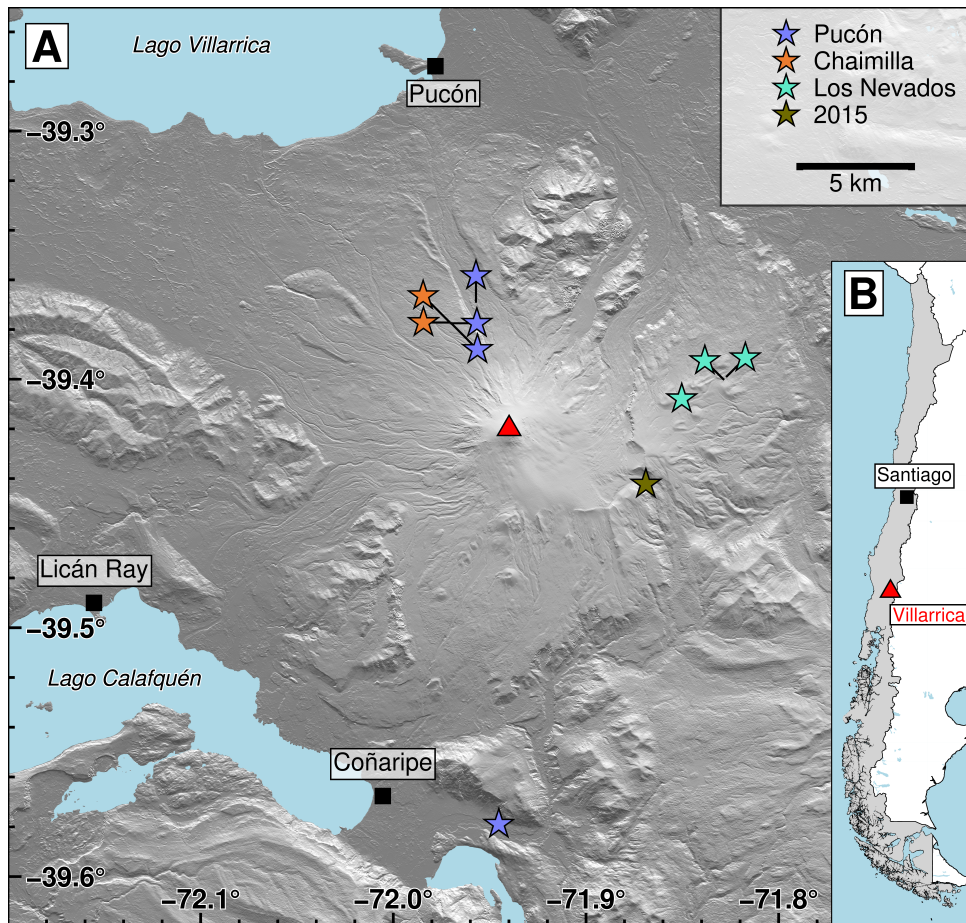 A
Lago Villarrica
Pucón
Pucón
Chaimilla
Los Nevados
2015
5 km
−39.3°
−39.4°
−39.5°
−39.6°
Licán Ray
Lago Calafquén
Coñaripe
−72.1°
−72.0°
−71.9°
−71.8°
B
Santiago
Villarrica